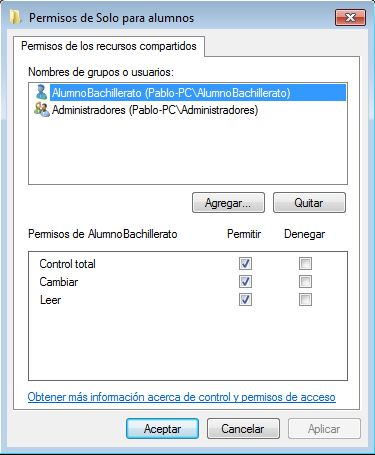 Permisos de Solo para alumnos
Permisos de los recursos compartidos
Nombres de grupos o usuarios:
AlumnoBachillerato (Pablo-PC\AlumnoBachillerato)
Administradores (Pablo-PC\Administradores)
Agregar... Quitar
Permisos de AlumnoBachillerato Permitir Denegar
Control total
Cambiar
Leer
Obtener más información acerca de control y permisos de acceso
Aceptar Cancelar Aplicar